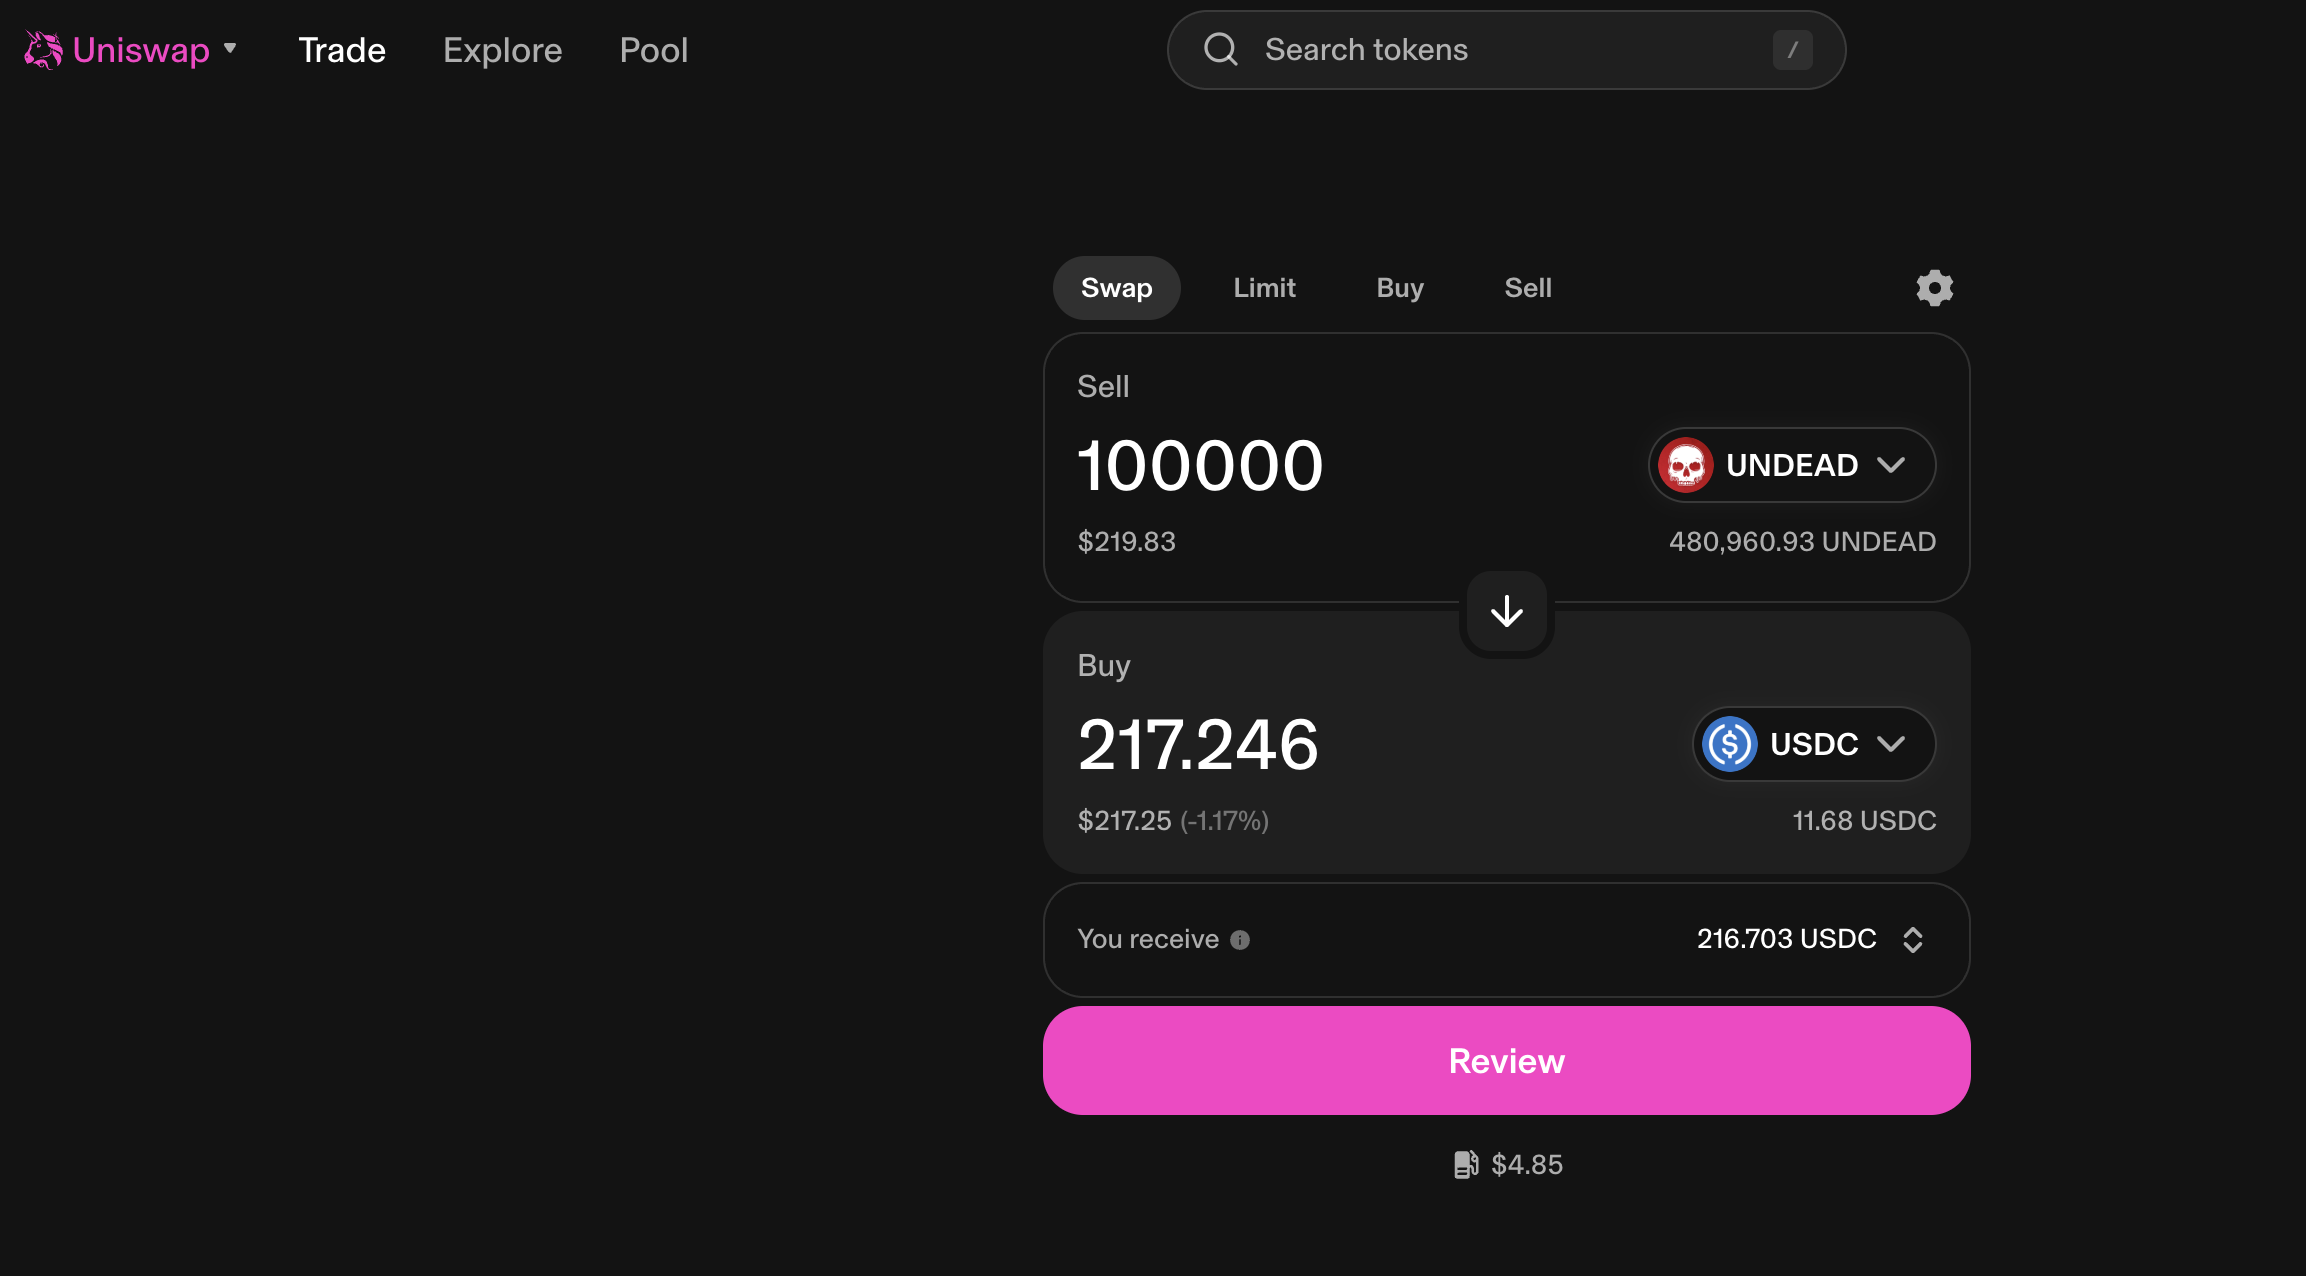 Uniswap Trade Explore Pool Search tokens /
Swap Limit Buy Sell
Sell
100000 UNDEAD
$219.83 480,960.93 UNDEAD
Buy
217.246 USDC
$217.25 (-1.17%) 11.68 USDC
You receive 216.703 USDC
Review
$4.85